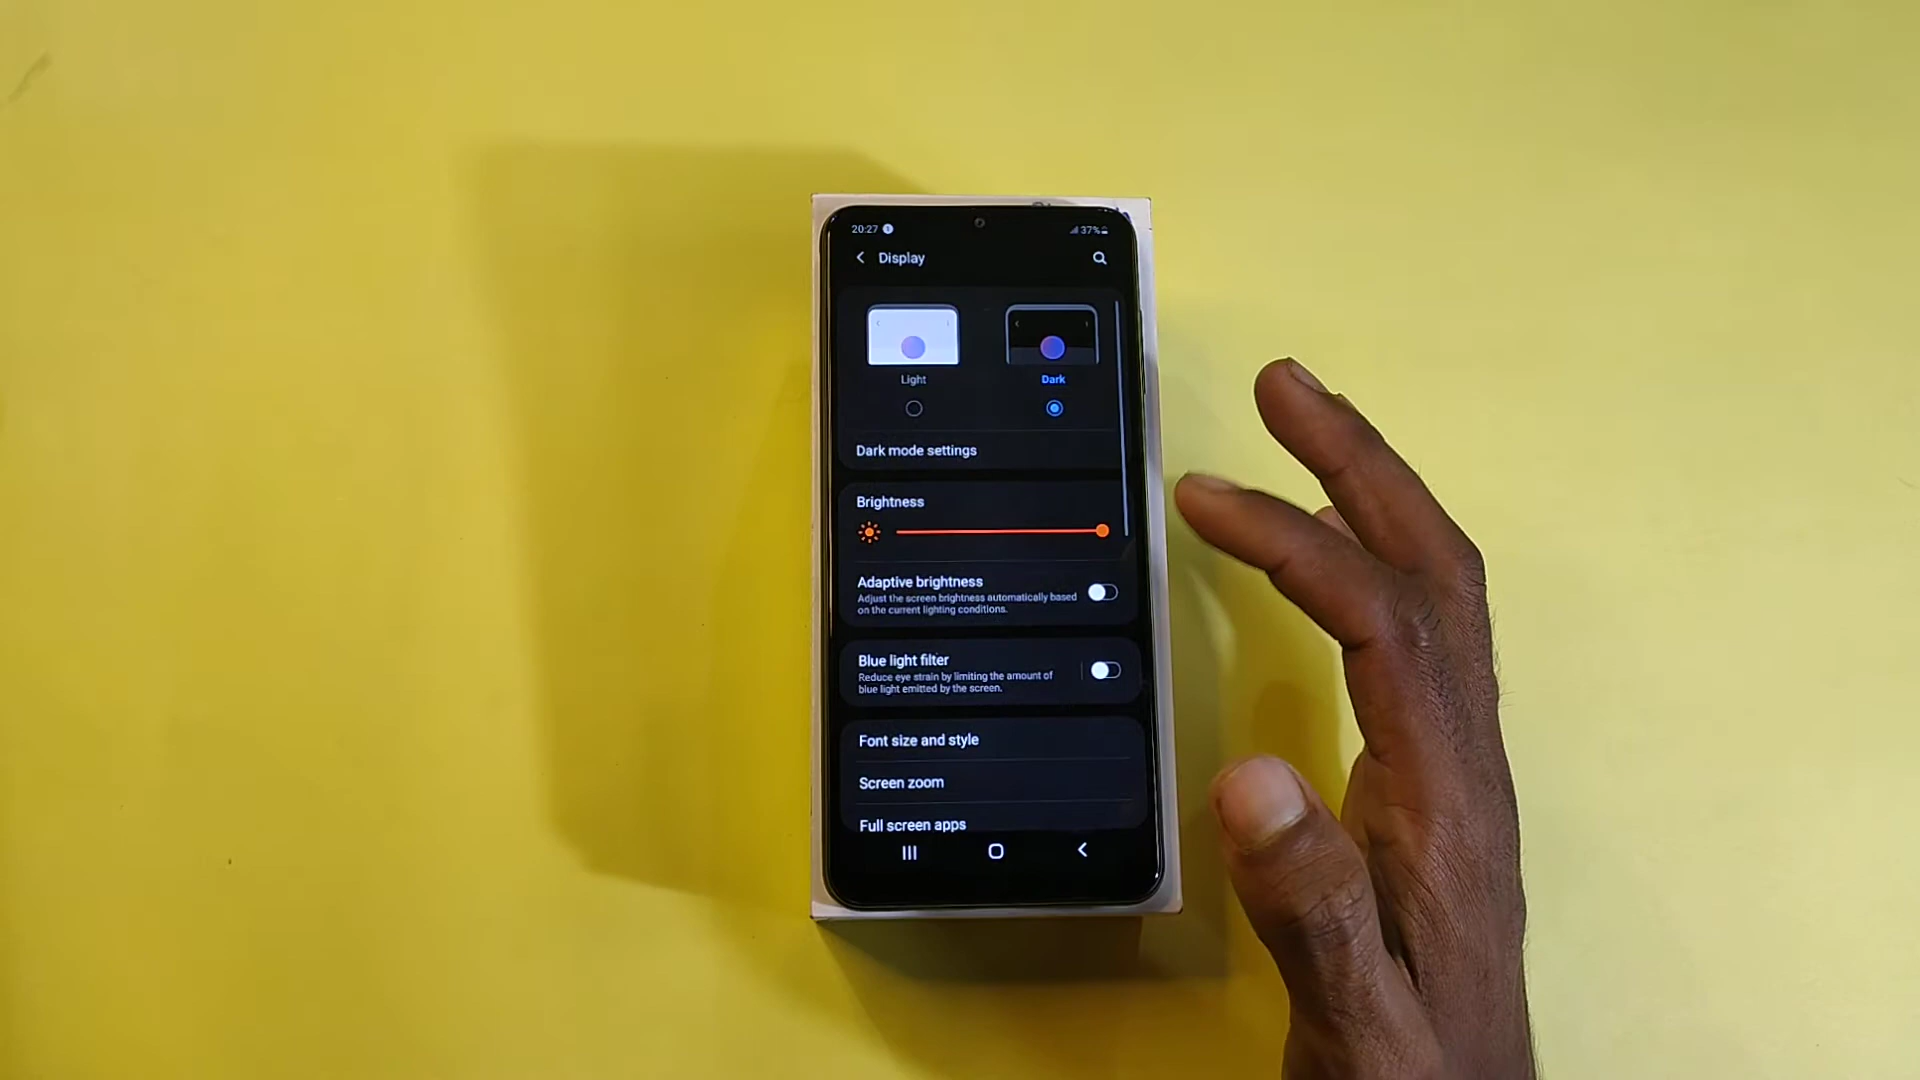 20:27
37%
Display
Light
Dark
Dark mode settings
Brightness
Adaptive brightness
Adjust the screen brightness automatically based
on the current lighting conditions.
Blue light filter
Reduce eye strain by limiting the amount of
blue light emitted by the screen.
Font size and style
Screen zoom
Full screen apps